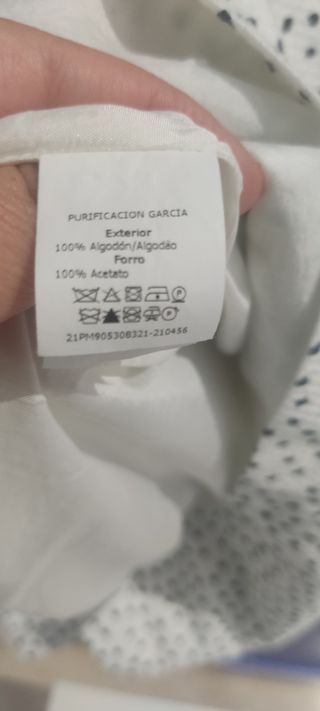 PURIFICACION GARCIA
Exterior
100% Algodón/Algodão
Forro
100% Acetato
21PM905308321-210456